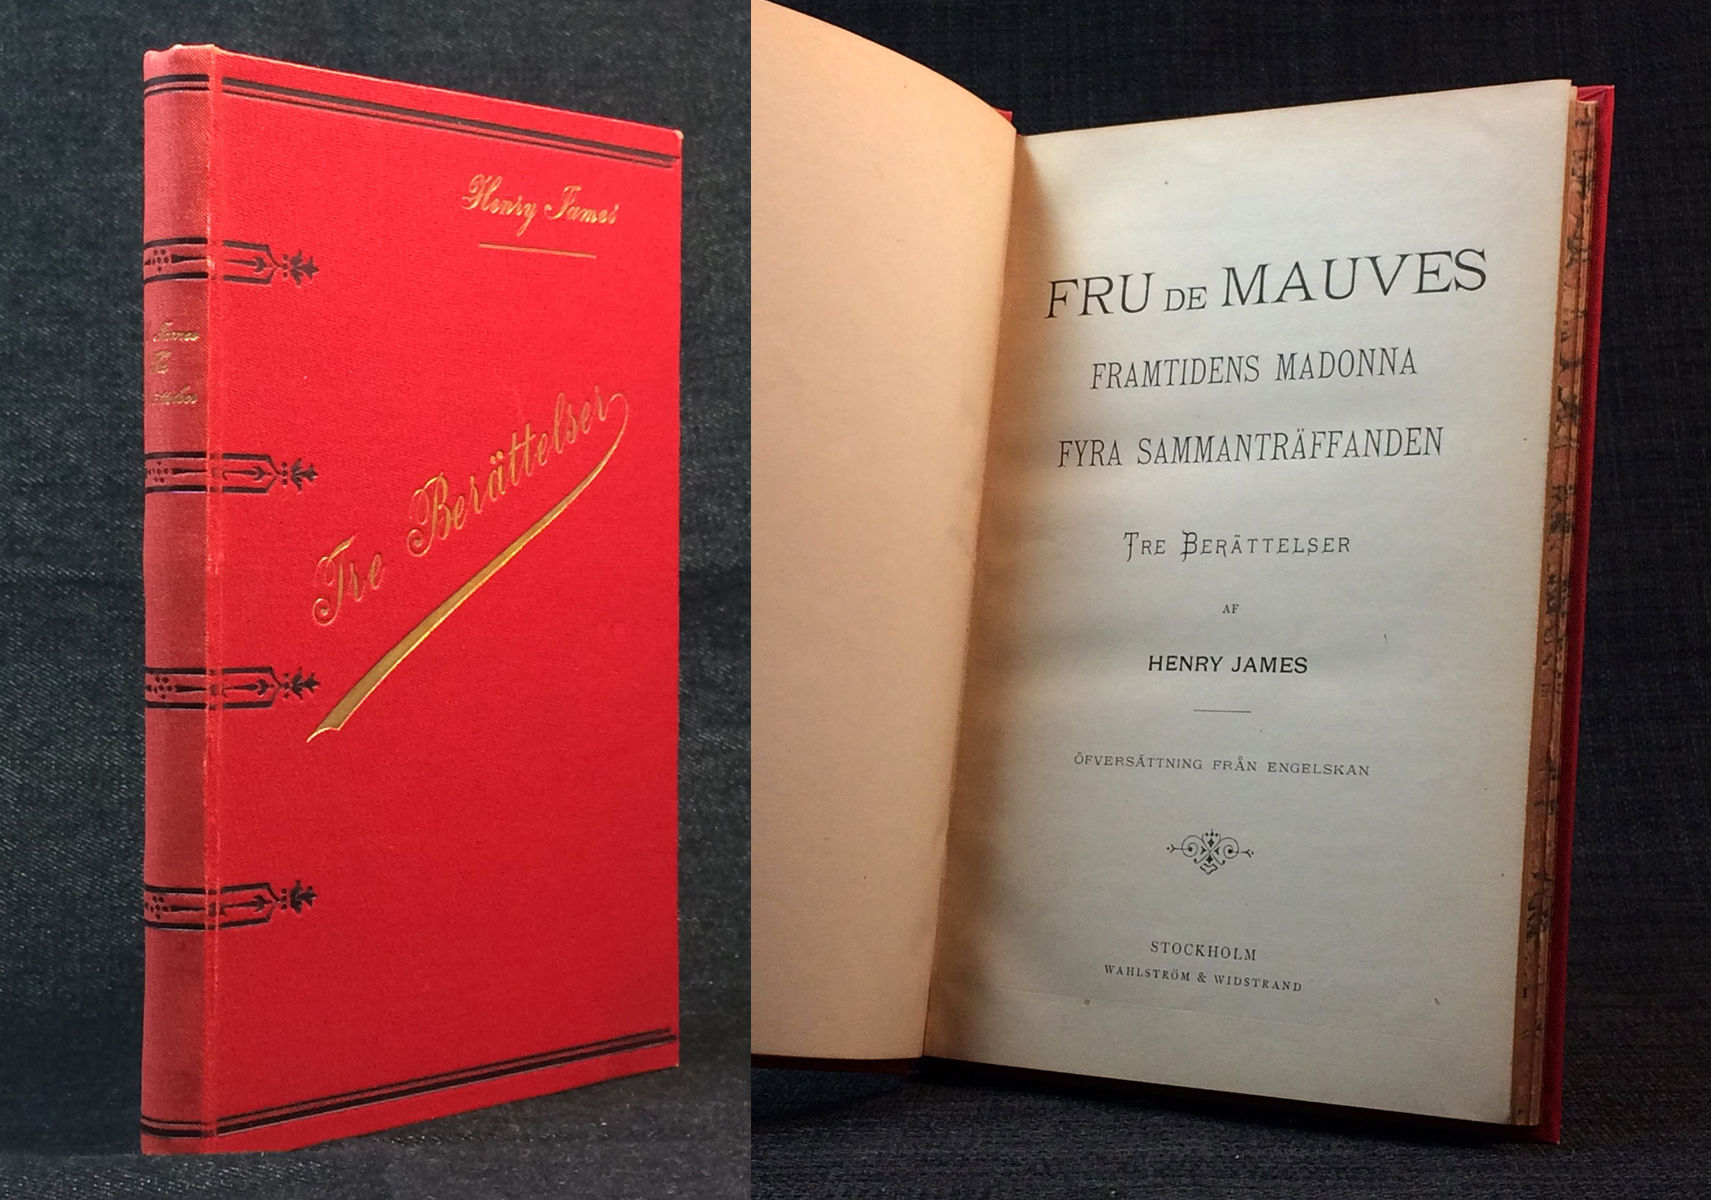 Henry James
Tre Berättelser
James
FRU DE MAUVES
FRAMTIDENS MADONNA
FYRA SAMMANTRÄFFANDEN
TRE BERÄTTELSER
AF
HENRY JAMES
ÖFVERSÄTTNING FRÅN ENGELSKAN
STOCKHOLM
WAHLSTRÖM & WIDSTRAND